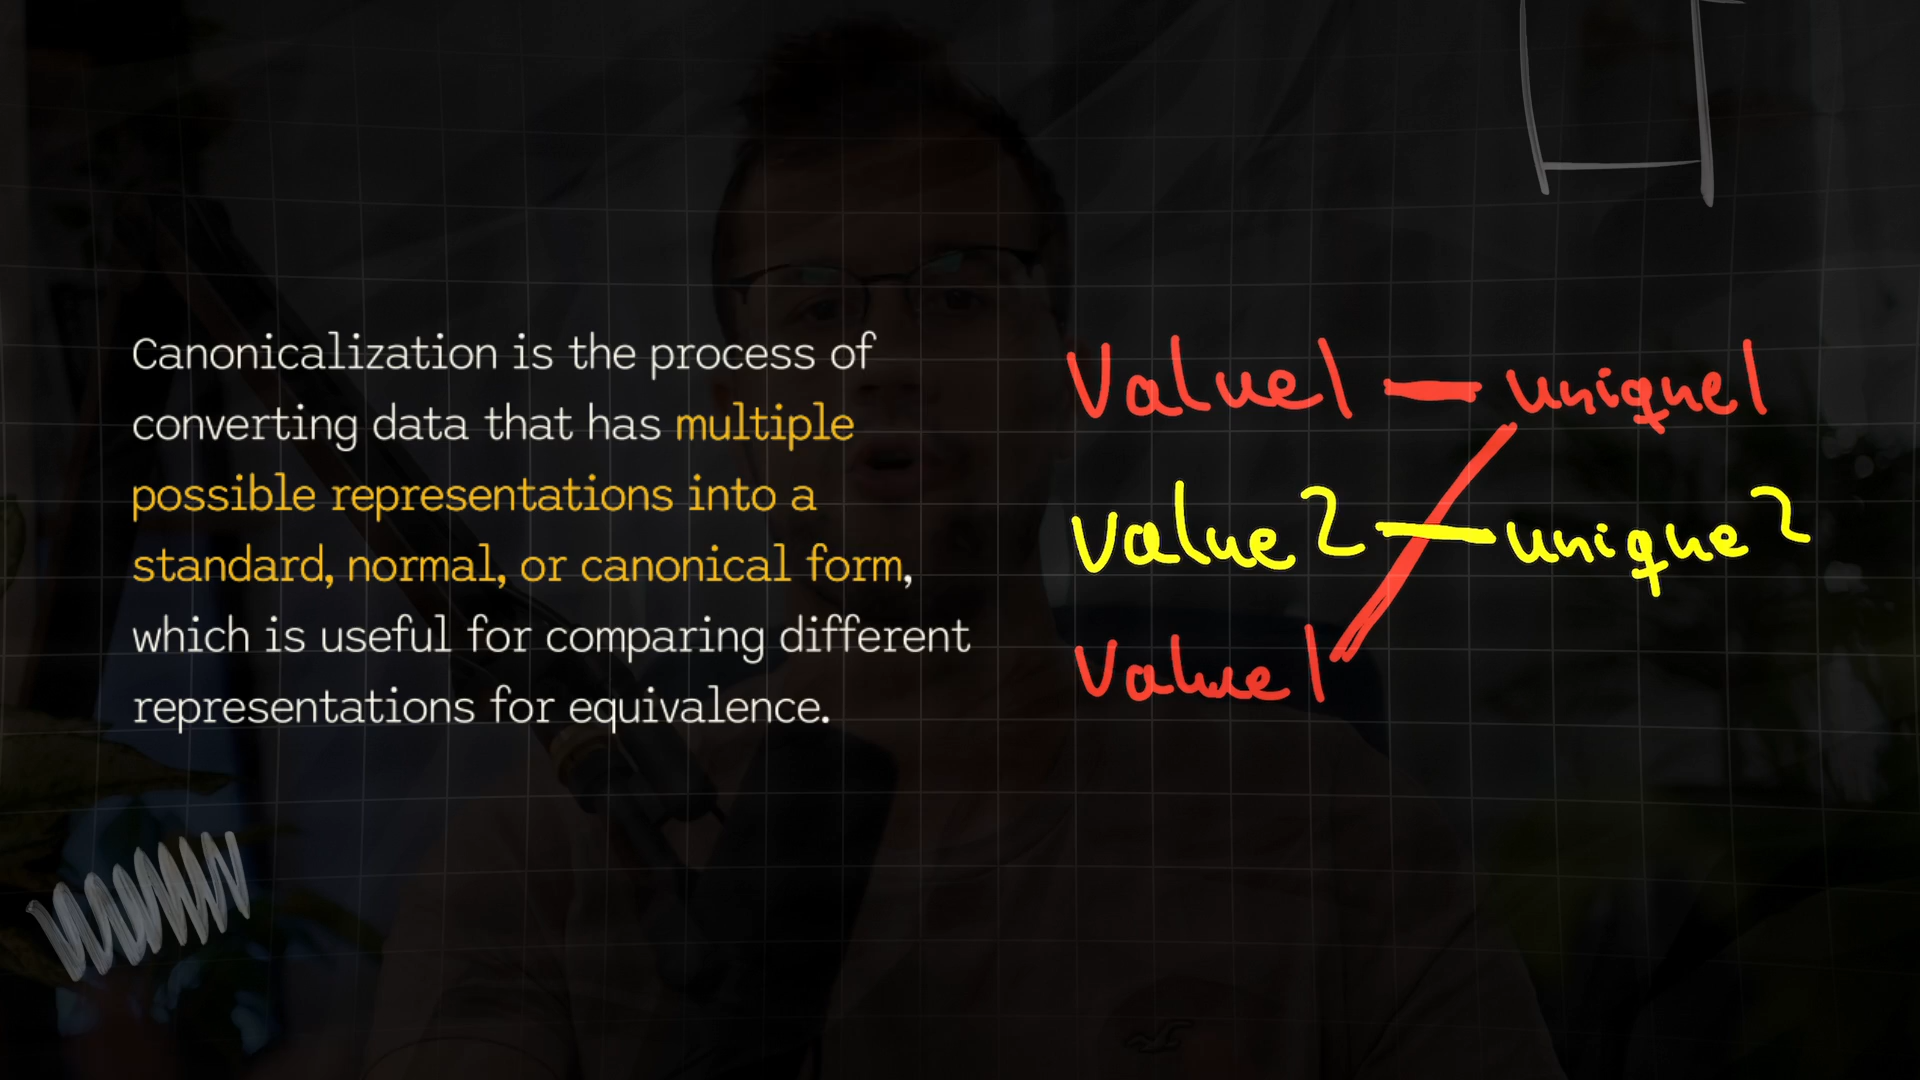 Canonicalization is the process of
converting data that has multiple
possible representations into a
standard, normal, or canonical form,
which is useful for comparing different
representations for equivalence.
Value1 — unique1
value2 — unique2
Value1